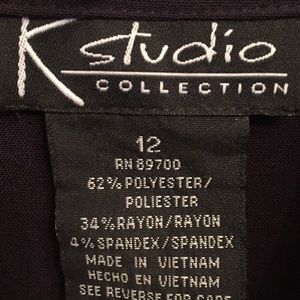 K studio
COLLECTION
12
RN 89700
62% POLYESTER/
POLIESTER
34% RAYON/RAYON
4% SPANDEX/SPANDEX
MADE IN VIETNAM
HECHO EN VIETNAM
SEE REVERSE FOR CARE